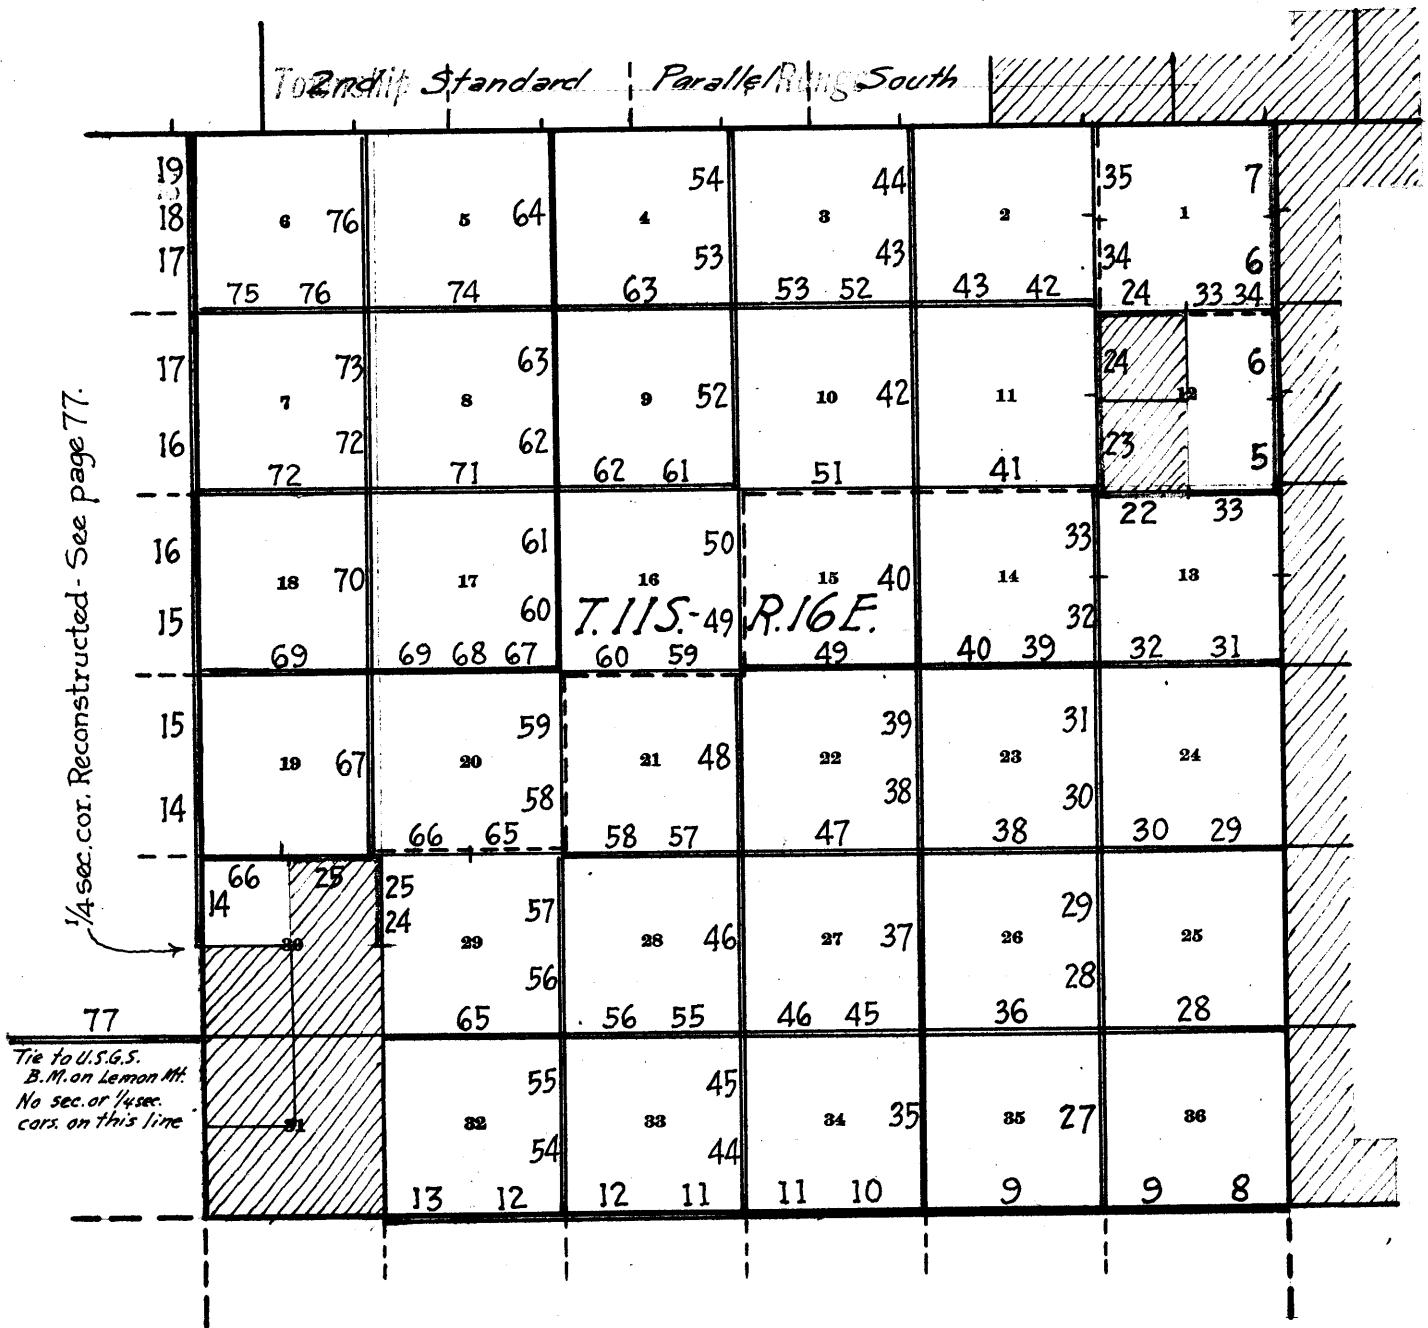 Township Range
2nd Standard Parallel South
19 54 44 35 7
18 6 76 5 64 4 3 2 1
17 53 43 34 6
75 76 74 63 53 52 43 42 24 33 34
17 73 63 24 6
7 8 9 52 10 42 11 12
16 72 62 23 5
72 71 62 61 51 41
22 33
16 61 50 33
18 70 17 16 15 40 14 13
T.11S.- R.16E.
15 60 49 32
69 69 68 67 60 59 49 40 39 32 31
15 59 39 31
19 67 20 21 48 22 23 24
14 58 38 30
66 65 58 57 47 38 30 29
1/4 sec. cor. Reconstructed - See page 77.
66 25 25
14 24 57 29
30 29 28 46 27 37 26 25
56 28
77 65 56 55 46 45 36 28
Tie to U.S.G.S.
B.M. on Lemon Mt.
No sec. or 1/4 sec.
cors. on this line
55 45
31 32 33 34 35 35 27 36
54 44
13 12 12 11 11 10 9 9 8